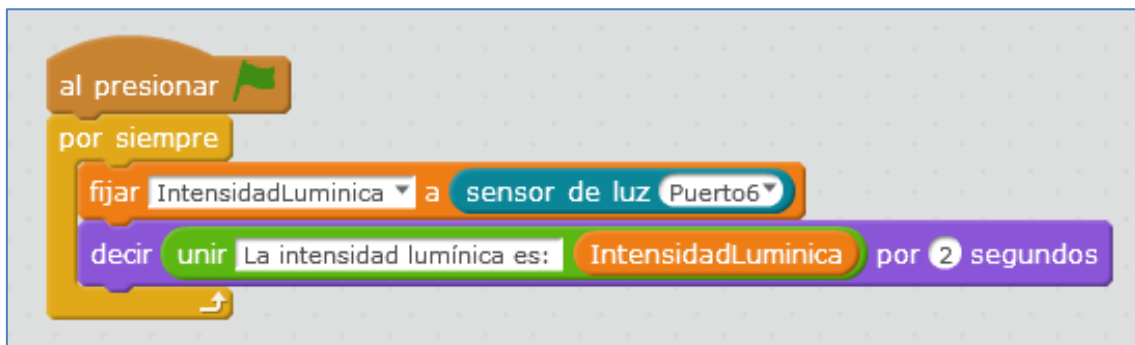 al presionar
por siempre
fijar IntensidadLuminica a sensor de luz Puerto6
decir unir La intensidad lumínica es: IntensidadLuminica por 2 segundos